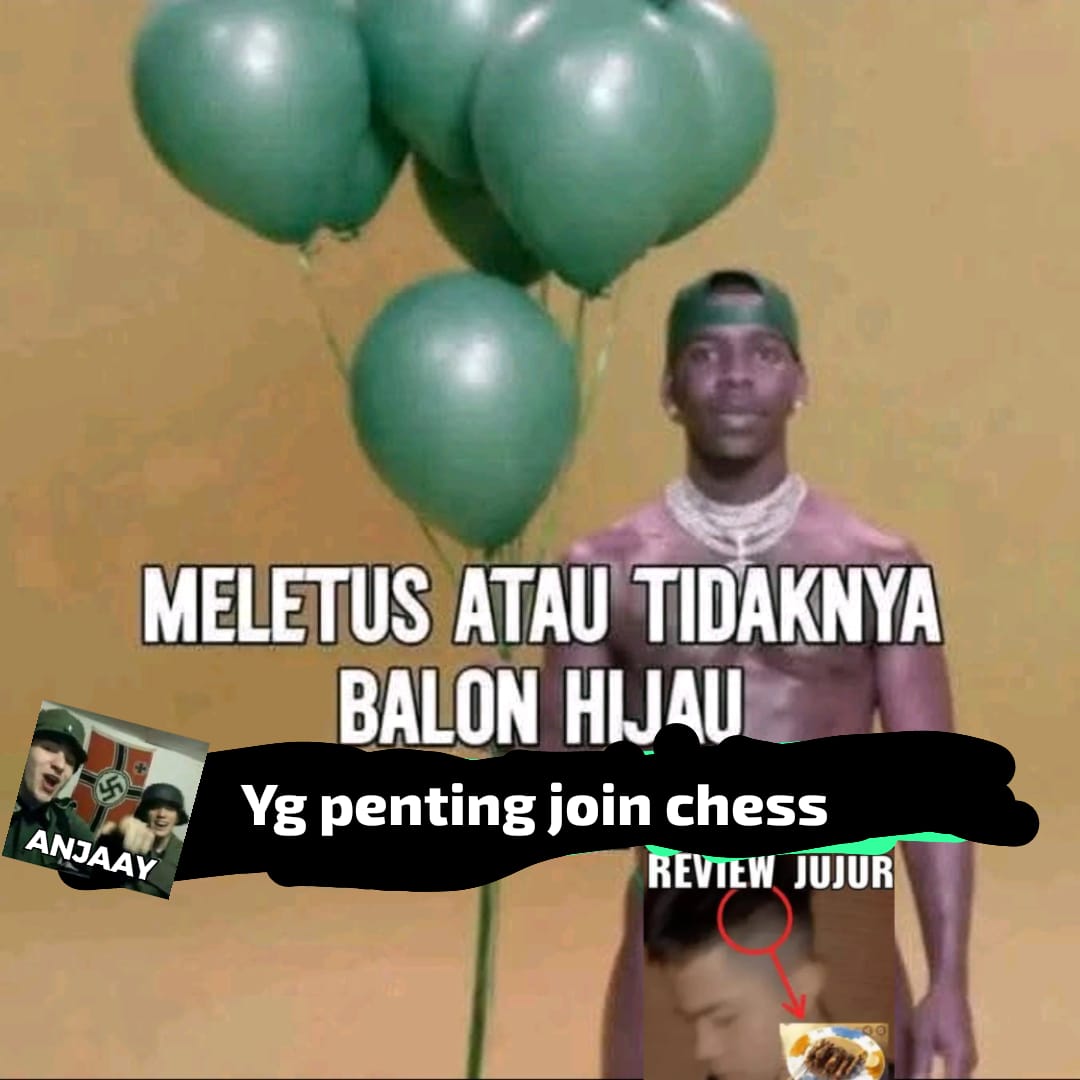 MELETUS ATAU TIDAKNYA
BALON HIJAU
Yg penting join chess
ANJAAY
REVIEW JUJUR